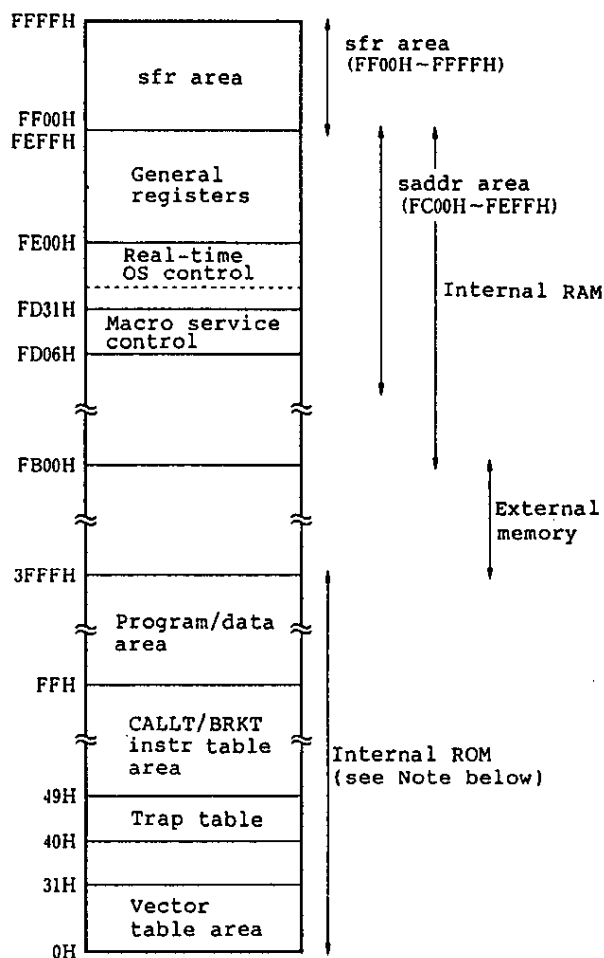 FFFFH
sfr area
(FF00H~FFFFH)
sfr area
FF00H
FEFFH
General
registers
saddr area
(FC00H~FEFFH)
FE00H
Real-time
OS control
Internal RAM
FD31H
Macro service
control
FD06H
FB00H
External
memory
3FFFH
Program/data
area
FFH
CALLT/BRKT
instr table
area
Internal ROM
(see Note below)
49H
Trap table
40H
31H
Vector
table area
0H